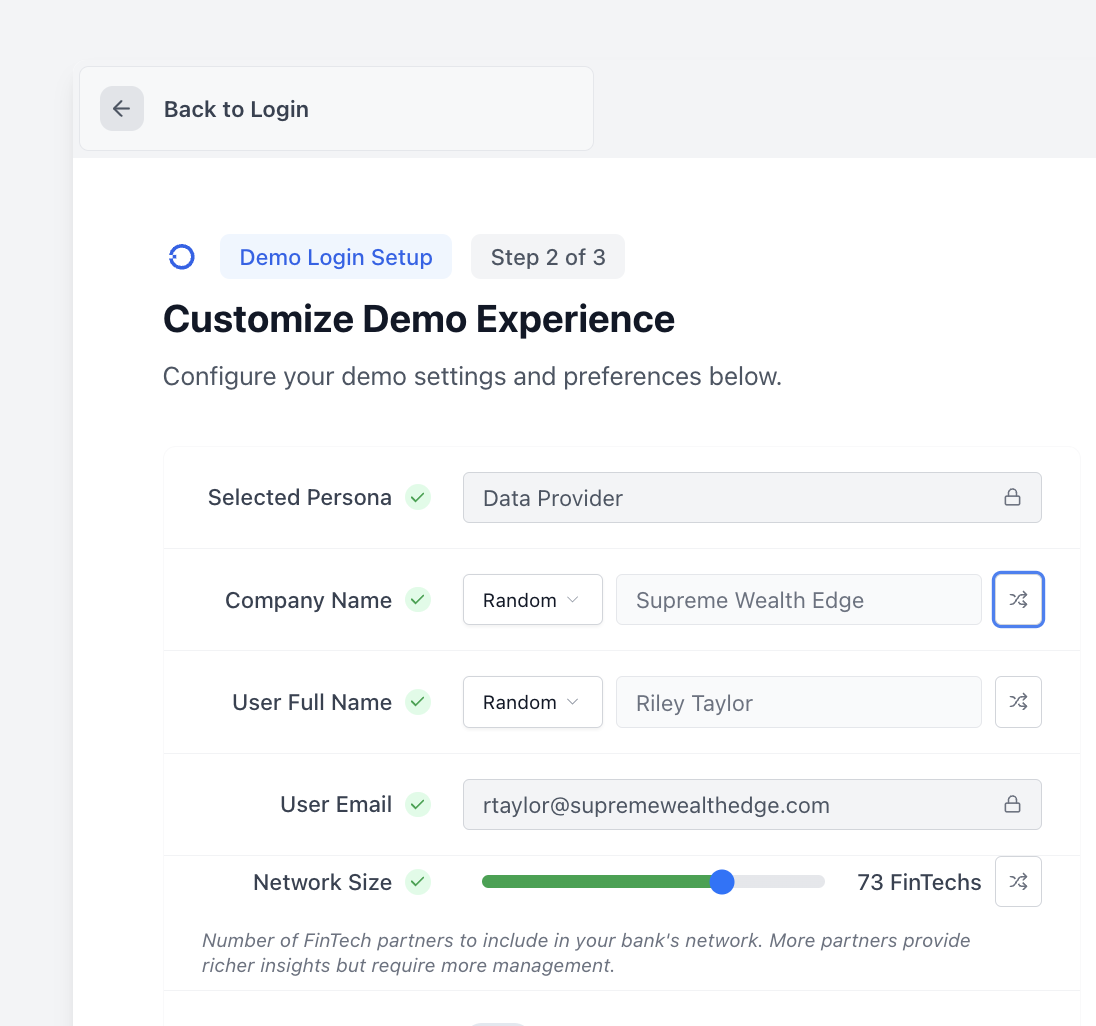 Back to Login
Demo Login Setup
Step 2 of 3
Customize Demo Experience
Configure your demo settings and preferences below.
Selected Persona
Data Provider
Company Name
Random
Supreme Wealth Edge
User Full Name
Random
Riley Taylor
User Email
rtaylor@supremewealthedge.com
Network Size
73 FinTechs
Number of FinTech partners to include in your bank's network. More partners provide
richer insights but require more management.